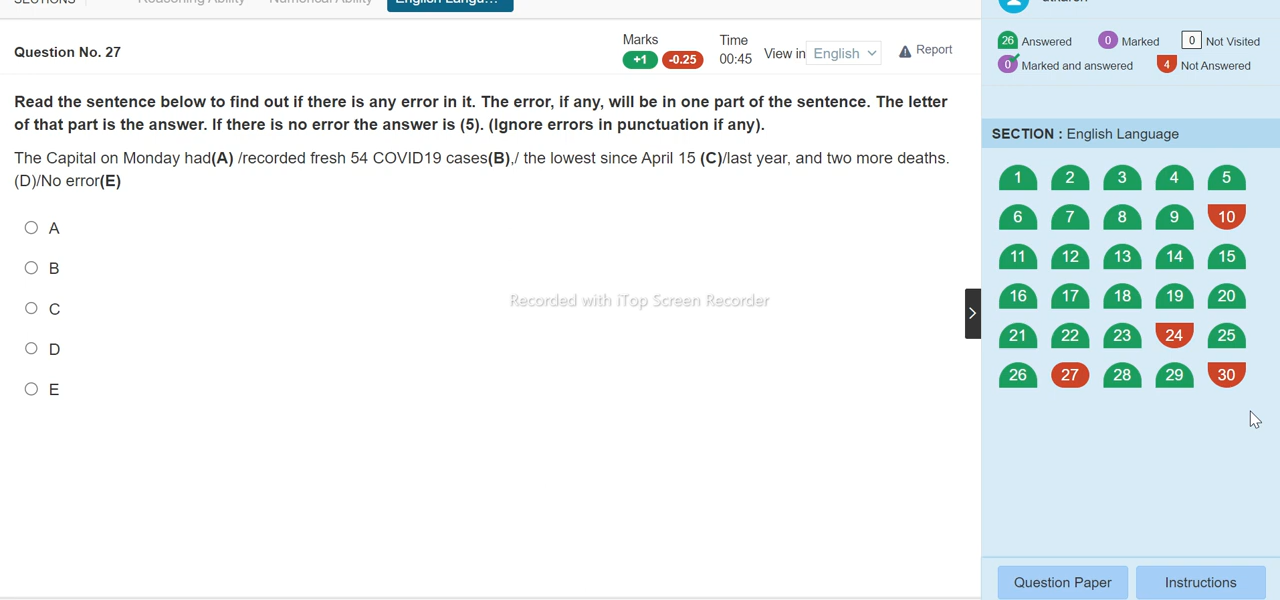 SECTIONS Reasoning Ability Numerical Ability English Langu...
Question No. 27
Marks
+1 -0.25
Time
00:45
View in English
Report
Read the sentence below to find out if there is any error in it. The error, if any, will be in one part of the sentence. The letter
of that part is the answer. If there is no error the answer is (5). (Ignore errors in punctuation if any).
The Capital on Monday had(A) /recorded fresh 54 COVID19 cases(B),/ the lowest since April 15 (C)/last year, and two more deaths.
(D)/No error(E)
A
B
C
D
E
Recorded with iTop Screen Recorder
26 Answered 0 Marked 0 Not Visited
0 Marked and answered 4 Not Answered
SECTION : English Language
1 2 3 4 5
6 7 8 9 10
11 12 13 14 15
16 17 18 19 20
21 22 23 24 25
26 27 28 29 30
Question Paper Instructions